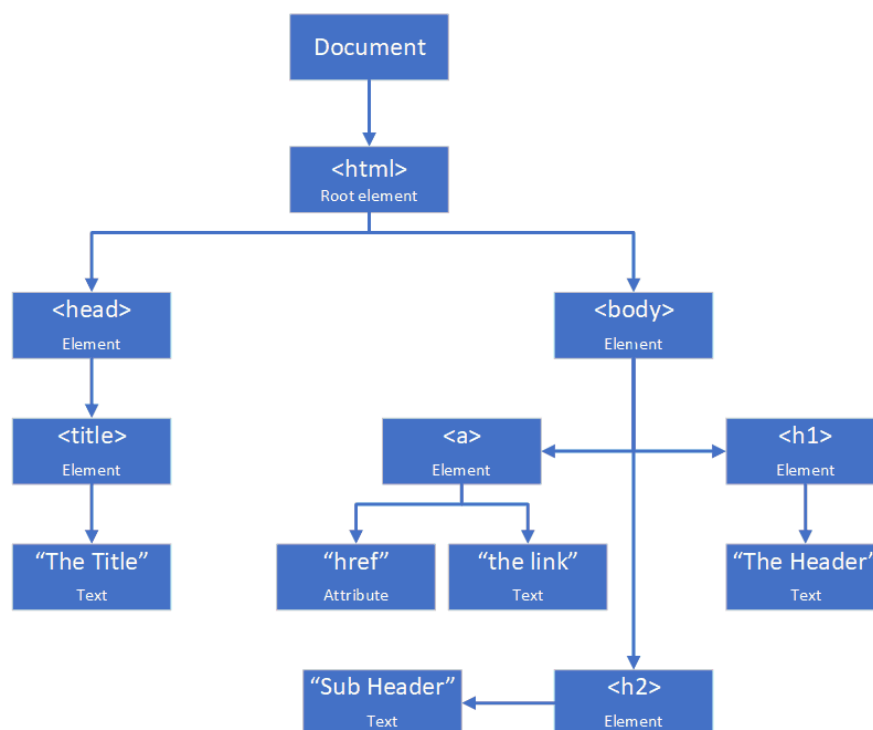 Document
<html>
Root element
<head>
Element
<body>
Element
<title>
Element
<a>
Element
<h1>
Element
“The Title”
Text
“href”
Attribute
“the link”
Text
“The Header”
Text
“Sub Header”
Text
<h2>
Element